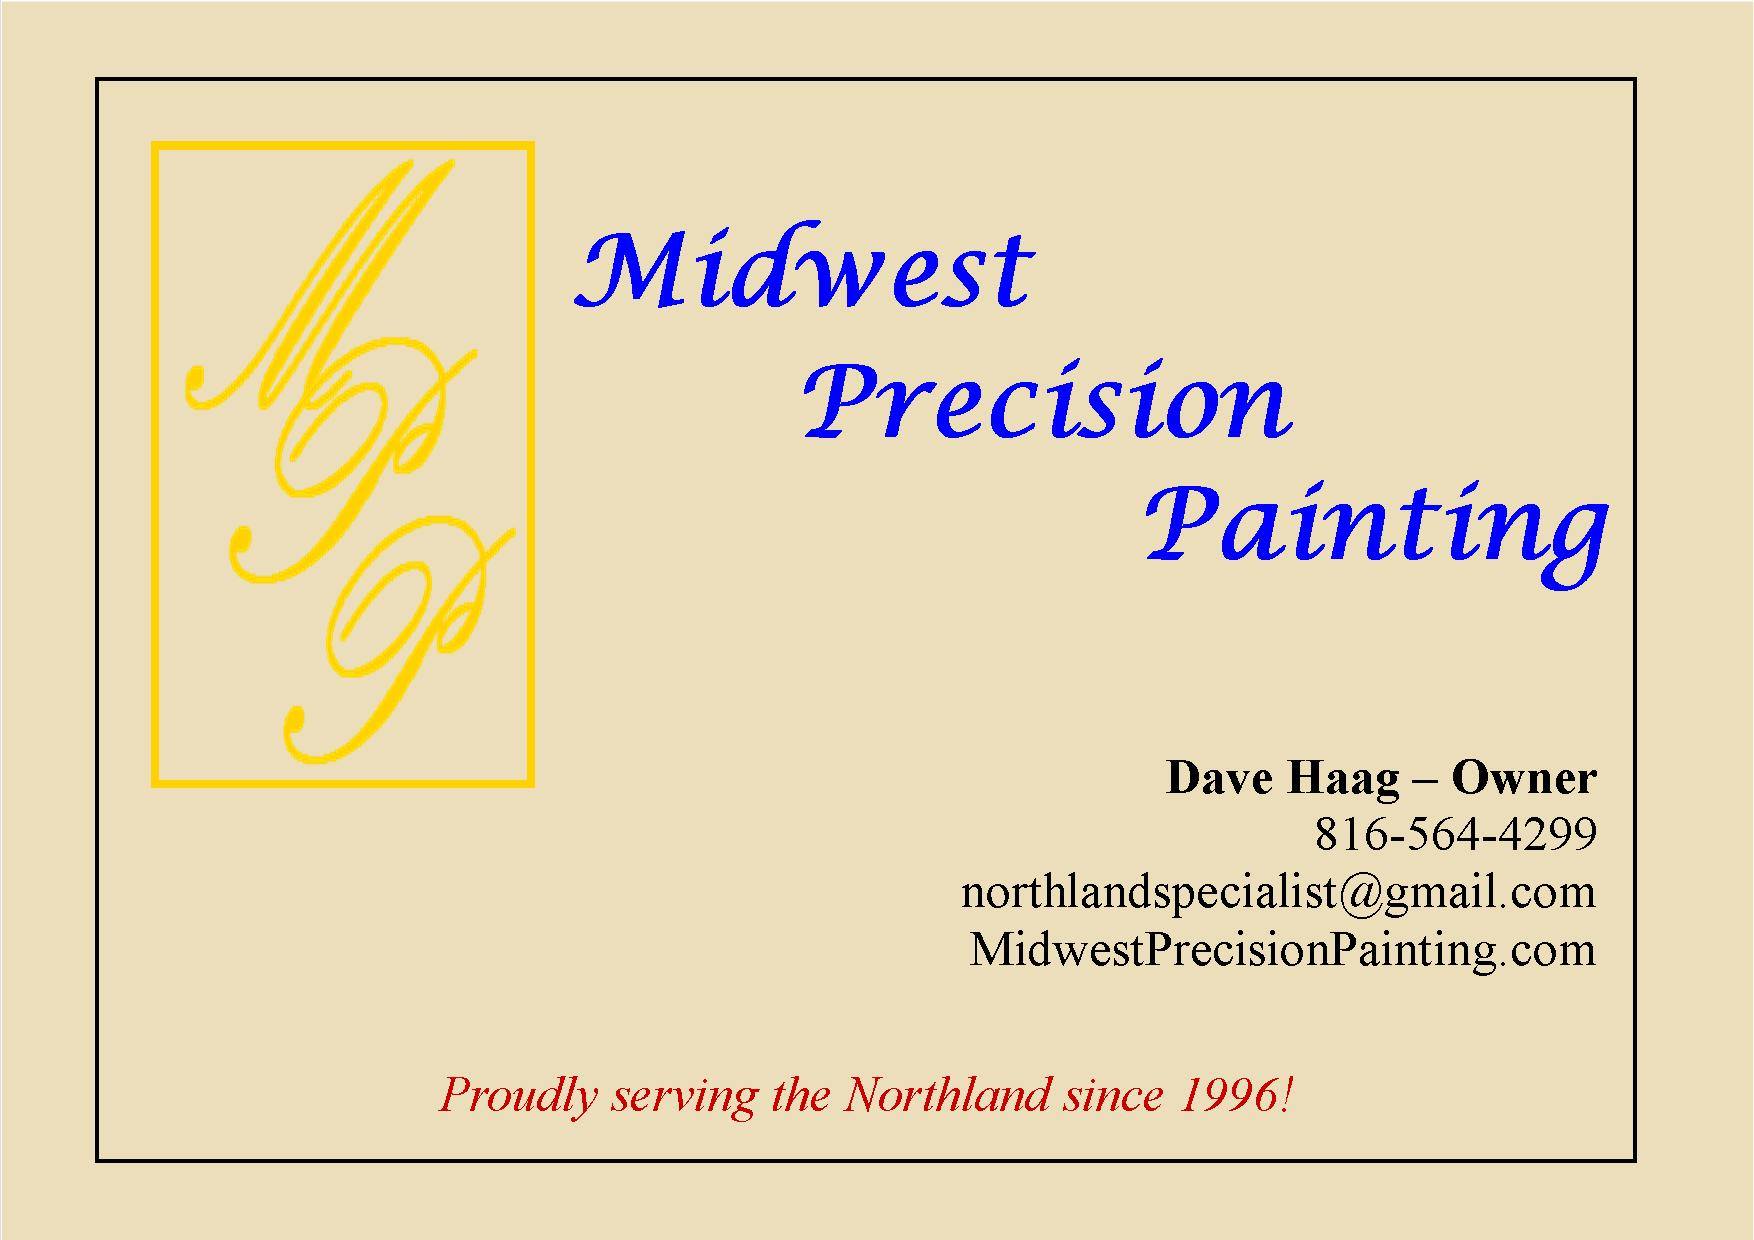 MPP
Midwest
Precision
Painting
Dave Haag – Owner
816-564-4299
northlandspecialist@gmail.com
MidwestPrecisionPainting.com
Proudly serving the Northland since 1996!